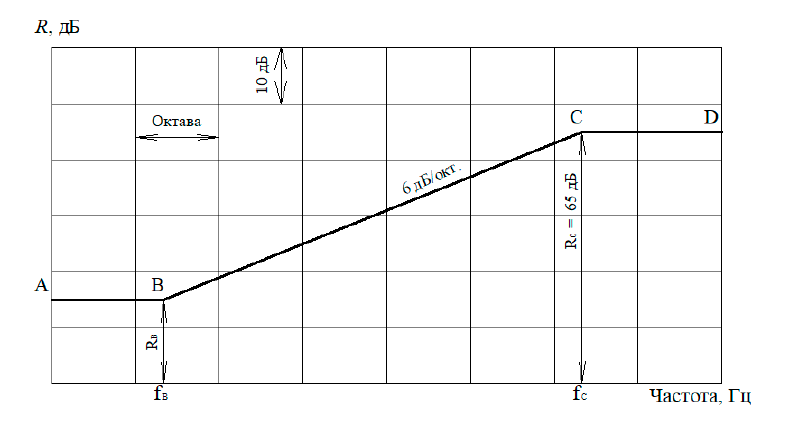 R, дБ
10 дБ
Октава
C
D
6 дБ/окт.
Rс = 65 дБ
A
B
Rв
fв
fс
Частота, Гц